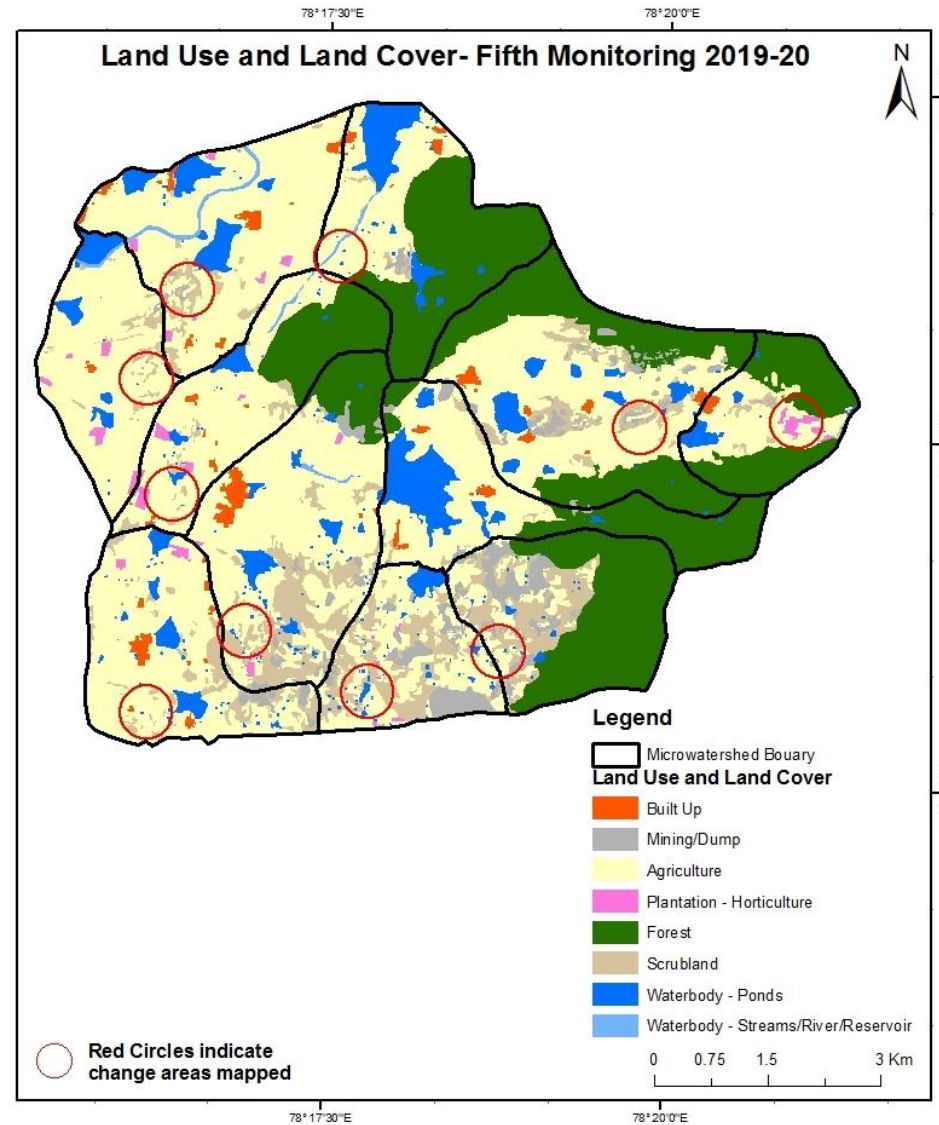 78°17'30"E
78°20'0"E
Land Use and Land Cover- Fifth Monitoring 2019-20
N
Legend
Microwatershed Bouary
Land Use and Land Cover
Built Up
Mining/Dump
Agriculture
Plantation - Horticulture
Forest
Scrubland
Waterbody - Ponds
Waterbody - Streams/River/Reservoir
Red Circles indicate
change areas mapped
0 0.75 1.5 3 Km
78°17'30"E
78°20'0"E